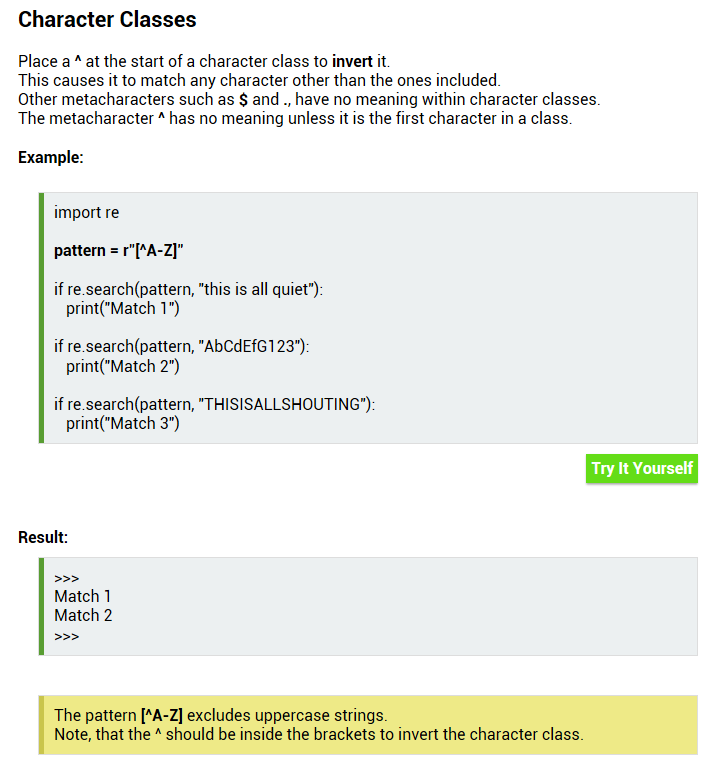 Character Classes
Place a ^ at the start of a character class to invert it.
This causes it to match any character other than the ones included.
Other metacharacters such as $ and ., have no meaning within character classes.
The metacharacter ^ has no meaning unless it is the first character in a class.
Example:
import re
pattern = r"[^A-Z]"
if re.search(pattern, "this is all quiet"):
   print("Match 1")
if re.search(pattern, "AbCdEfG123"):
   print("Match 2")
if re.search(pattern, "THISISALLSHOUTING"):
   print("Match 3")
Try It Yourself
Result:
>>>
Match 1
Match 2
>>>
The pattern [^A-Z] excludes uppercase strings.
Note, that the ^ should be inside the brackets to invert the character class.